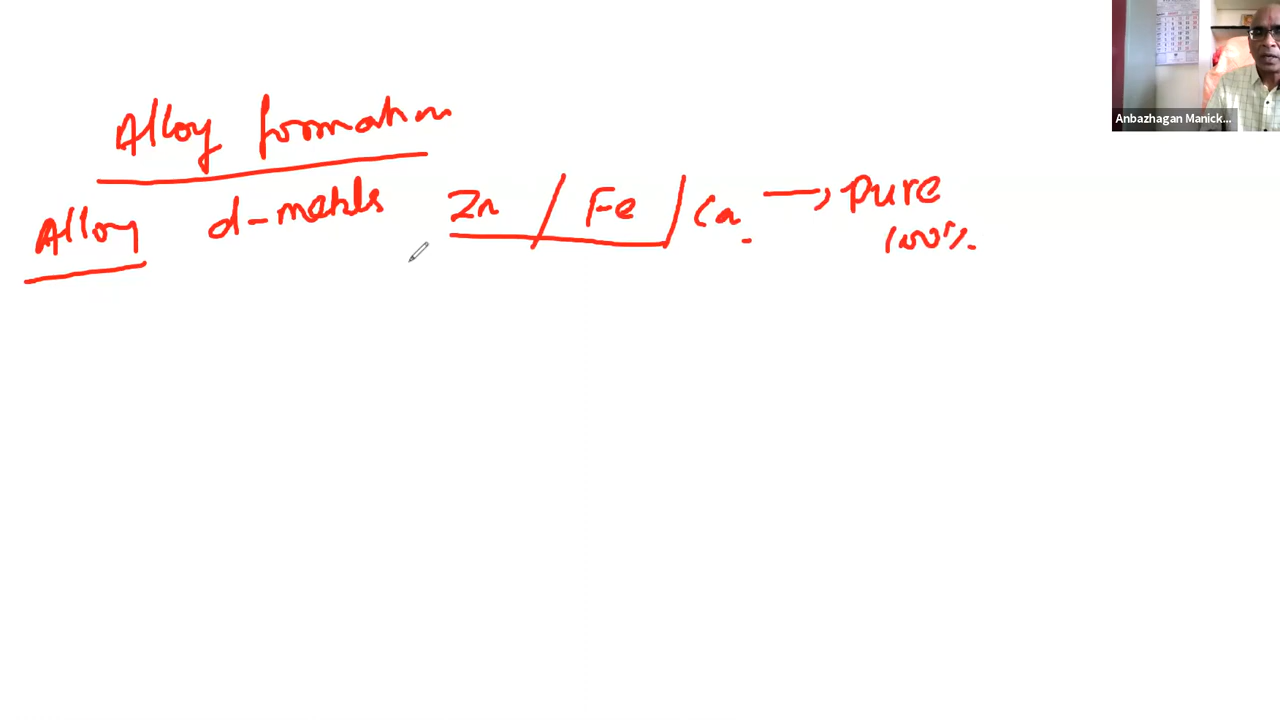 Anbazhagan Manick...
Alloy formation
Alloy d-metals Zn / Fe / Ca → pure
100%